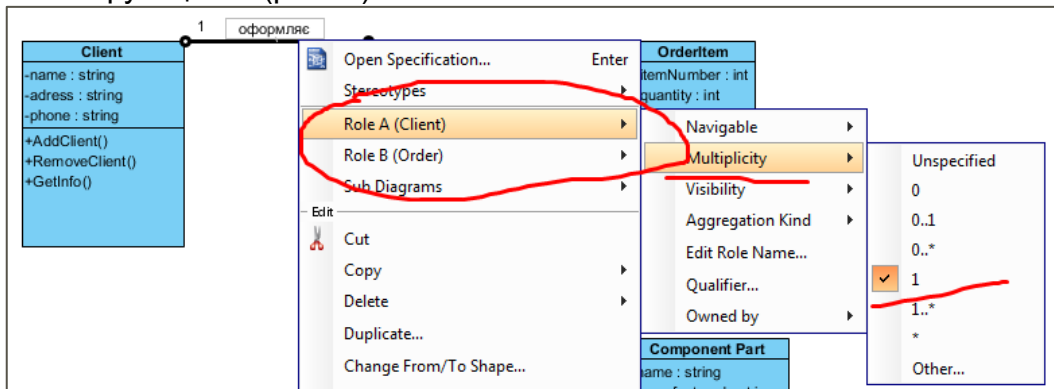 1 оформляє
Client
-name : string
-adress : string
-phone : string
+AddClient()
+RemoveClient()
+GetInfo()
Open Specification... Enter
Stereotypes
Role A (Client)
Role B (Order)
Sub Diagrams
Edit
Cut
Copy
Delete
Duplicate...
Change From/To Shape...
OrderItem
itemNumber : int
quantity : int
Navigable
Multiplicity
Visibility
Aggregation Kind
Edit Role Name...
Qualifier...
Owned by
Unspecified
0
0..1
0..*
1
1..*
*
Other...
Component Part
name : string